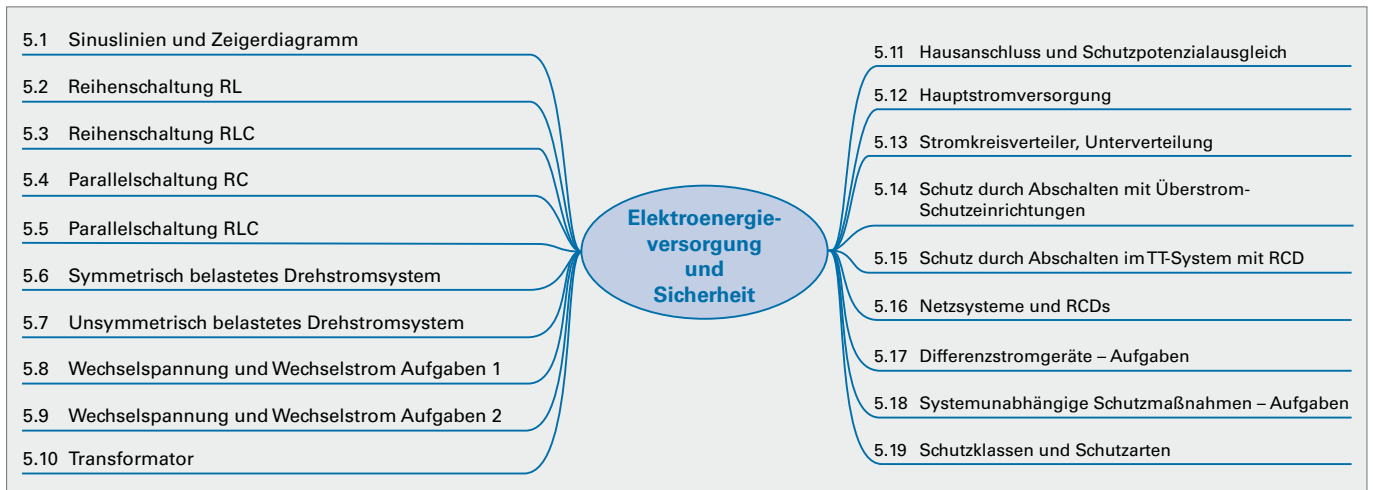 5.1 Sinuslinien und Zeigerdiagramm
5.2 Reihenschaltung RL
5.3 Reihenschaltung RLC
5.4 Parallelschaltung RC
5.5 Parallelschaltung RLC
5.6 Symmetrisch belastetes Drehstromsystem
5.7 Unsymmetrisch belastetes Drehstromsystem
5.8 Wechselspannung und Wechselstrom Aufgaben 1
5.9 Wechselspannung und Wechselstrom Aufgaben 2
5.10 Transformator
Elektroenergie-
versorgung
und
Sicherheit
5.11 Hausanschluss und Schutzpotenzialausgleich
5.12 Hauptstromversorgung
5.13 Stromkreisverteiler, Unterverteilung
5.14 Schutz durch Abschalten mit Überstrom-
Schutzeinrichtungen
5.15 Schutz durch Abschalten im TT-System mit RCD
5.16 Netzsysteme und RCDs
5.17 Differenzstromgeräte – Aufgaben
5.18 Systemunabhängige Schutzmaßnahmen – Aufgaben
5.19 Schutzklassen und Schutzarten